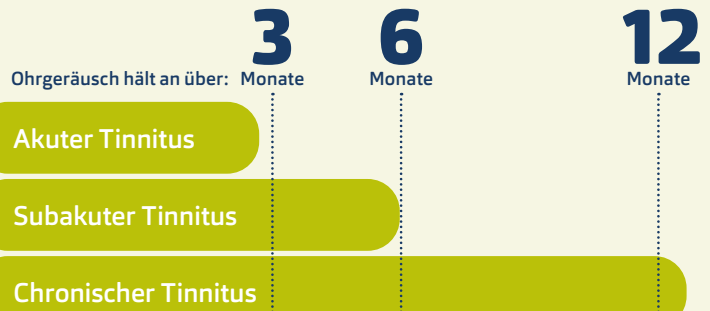 3 6 12
Ohrgeräusch hält an über: Monate Monate Monate
Akuter Tinnitus
Subakuter Tinnitus
Chronischer Tinnitus